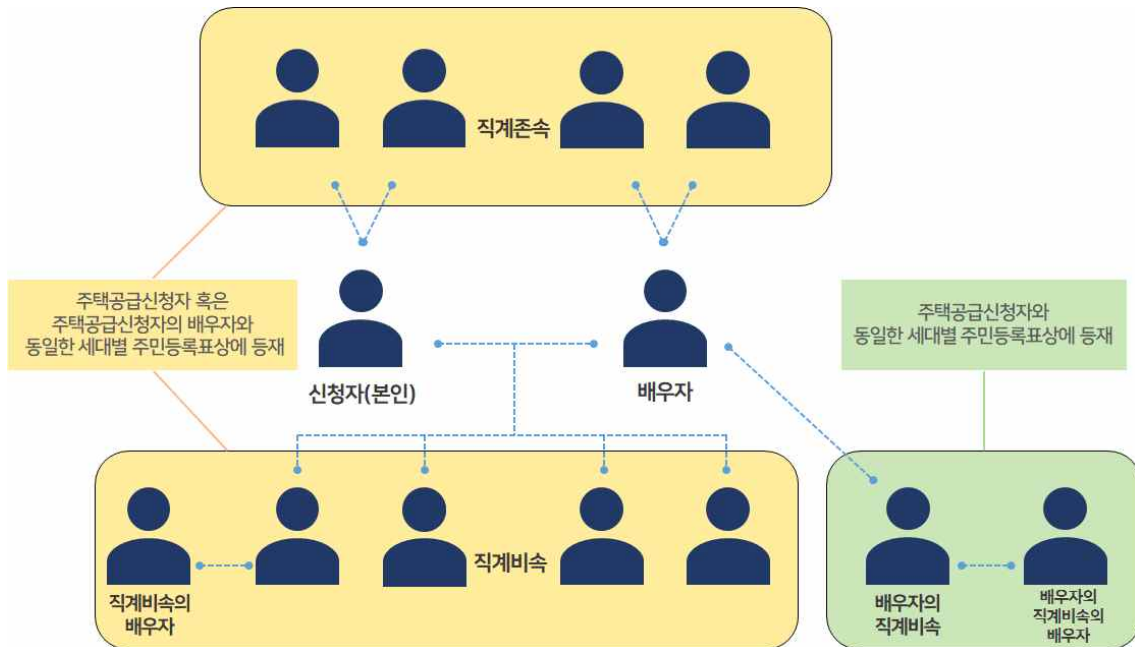 직계존속
주택공급신청자 혹은
주택공급신청자의 배우자와
동일한 세대별 주민등록표상에 등재
주택공급신청자와
동일한 세대별 주민등록표상에 등재
신청자(본인)
배우자
직계비속
직계비속의
배우자
배우자의
직계비속
배우자의
직계비속의
배우자